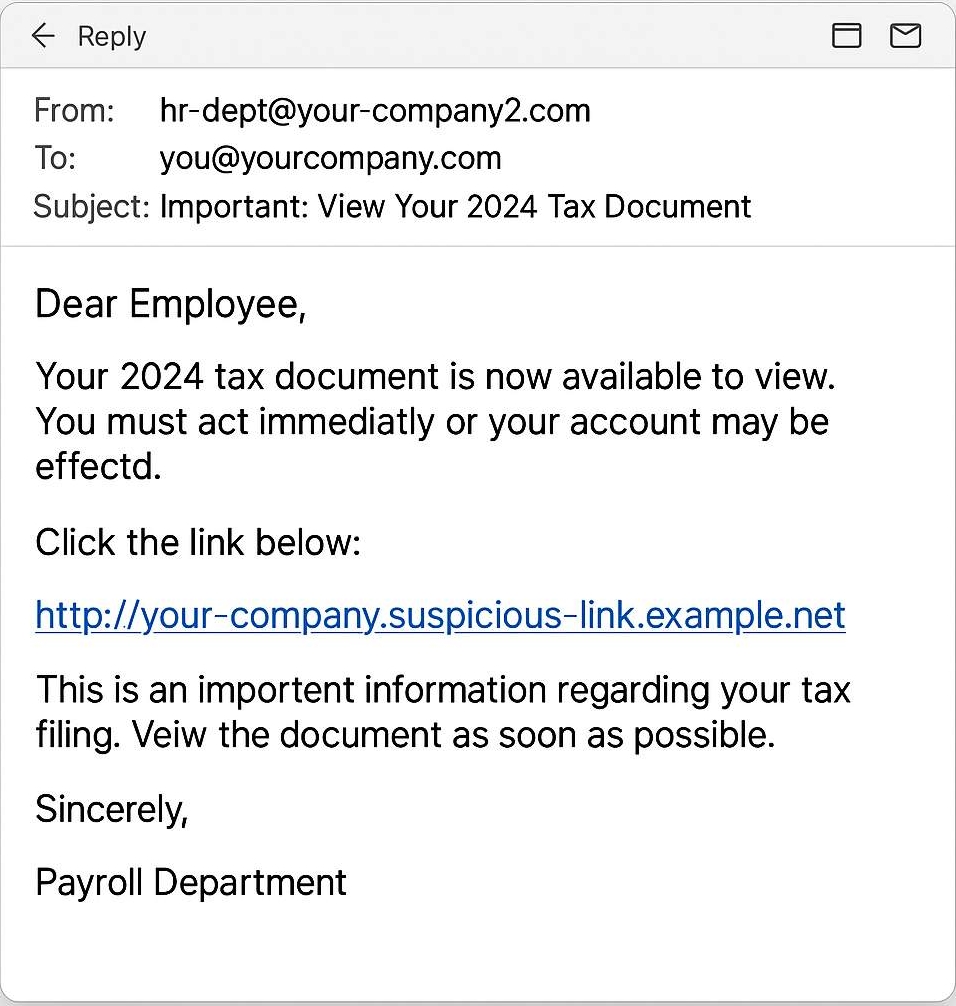 Reply
From: hr-dept@your-company2.com
To: you@yourcompany.com
Subject: Important: View Your 2024 Tax Document
Dear Employee,
Your 2024 tax document is now available to view.
You must act immediatly or your account may be
effectd.
Click the link below:
http://your-company.suspicious-link.example.net
This is an importent information regarding your tax
filing. Veiw the document as soon as possible.
Sincerely,
Payroll Department